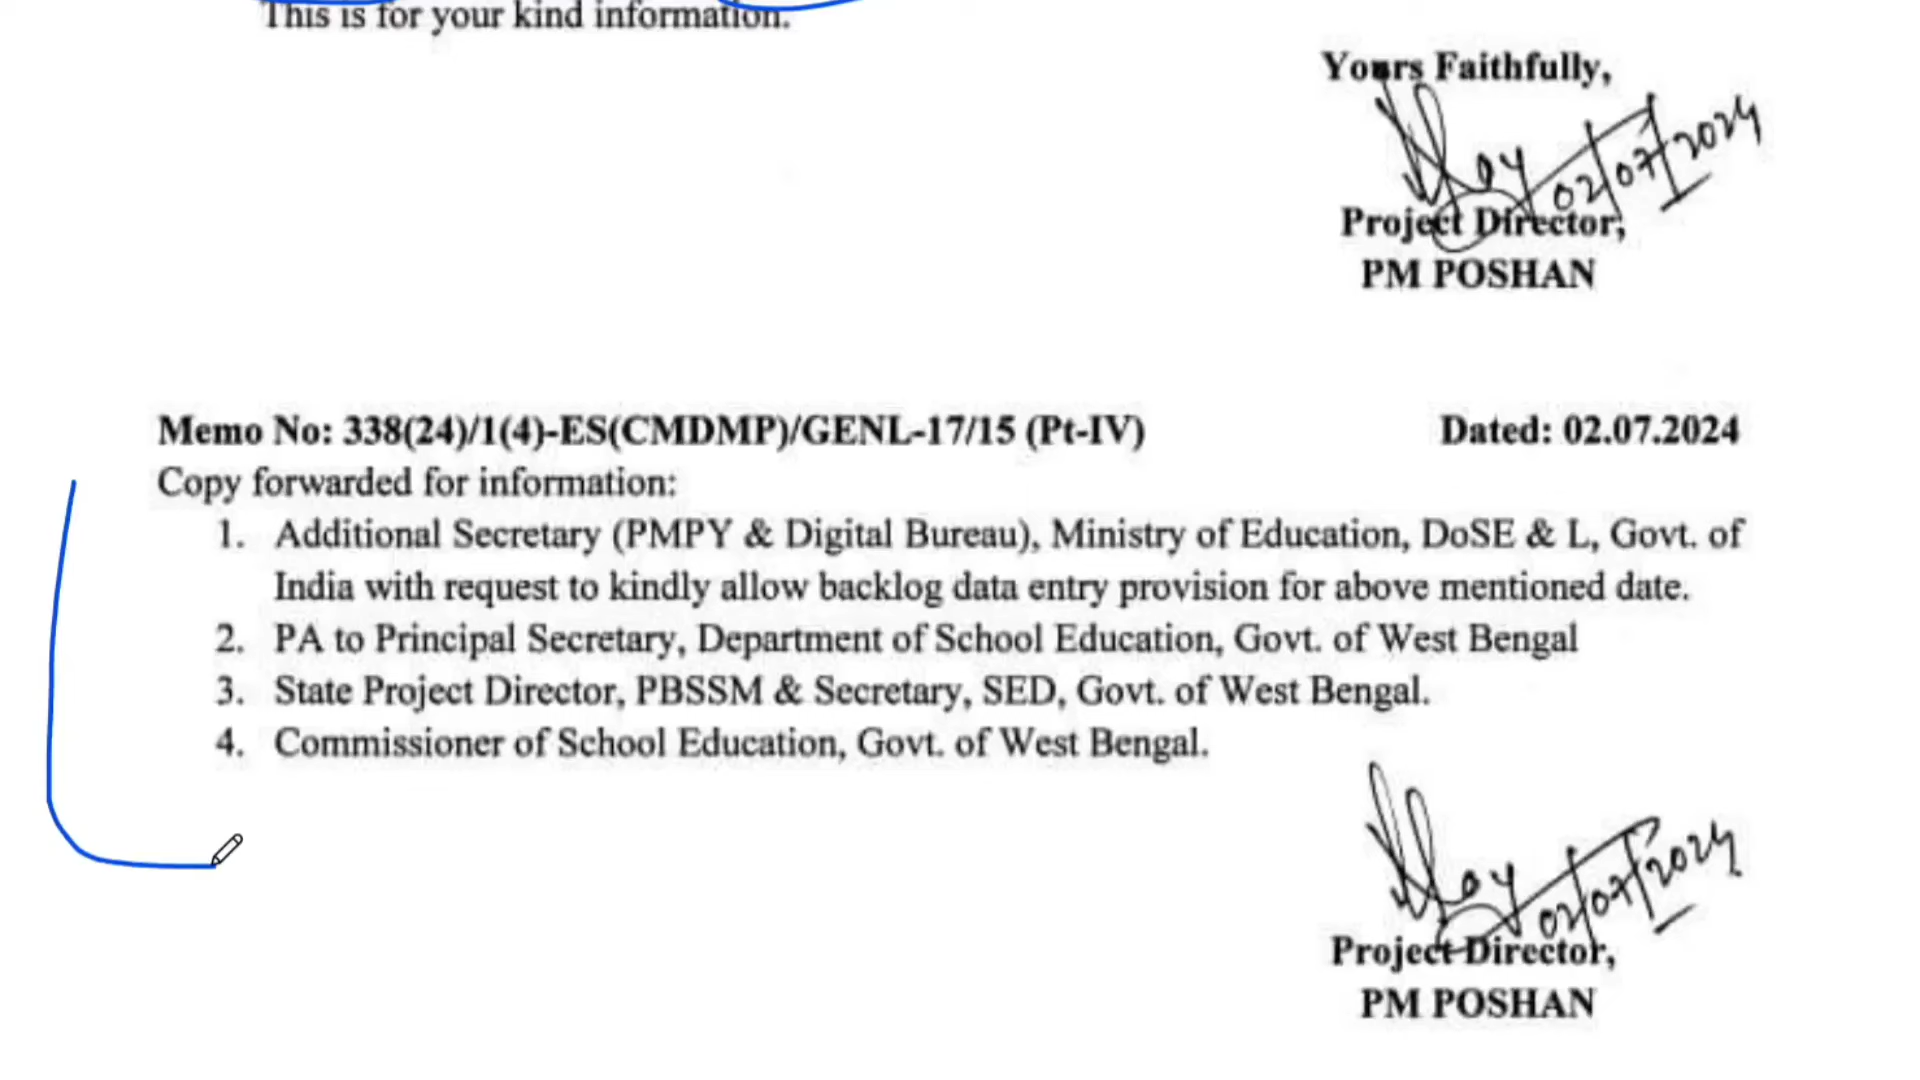 This is for your kind information.
Yours Faithfully,
02/07/2024
Project Director,
PM POSHAN
Memo No: 338(24)/1(4)-ES(CMDMP)/GENL-17/15 (Pt-IV) Dated: 02.07.2024
Copy forwarded for information:
1. Additional Secretary (PMPY & Digital Bureau), Ministry of Education, DoSE & L, Govt. of
India with request to kindly allow backlog data entry provision for above mentioned date.
2. PA to Principal Secretary, Department of School Education, Govt. of West Bengal
3. State Project Director, PBSSM & Secretary, SED, Govt. of West Bengal.
4. Commissioner of School Education, Govt. of West Bengal.
02/07/2024
Project Director,
PM POSHAN